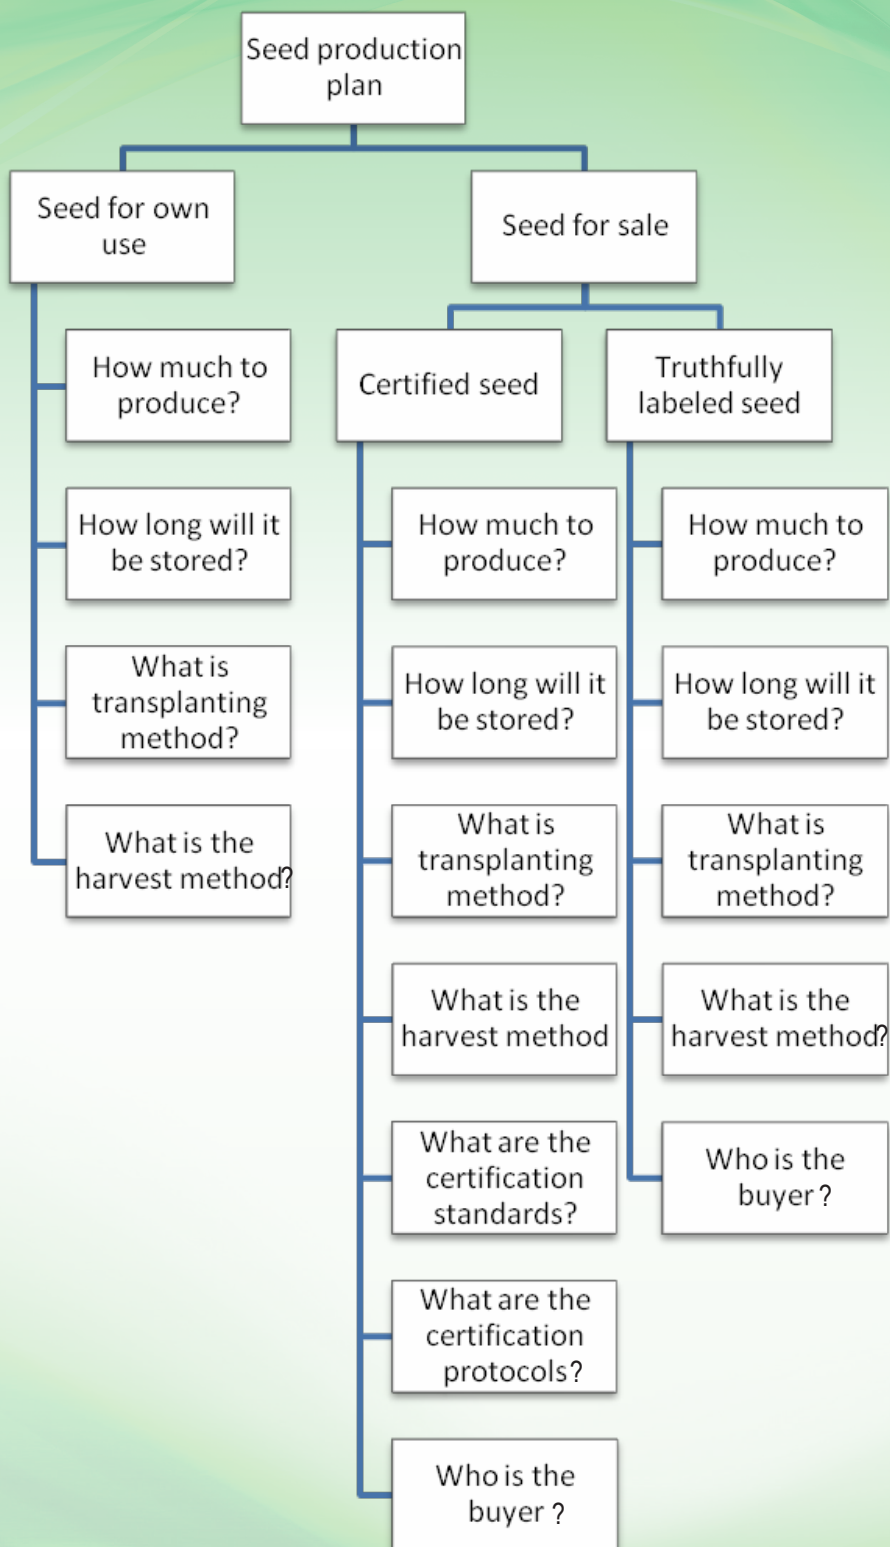 Seed production
plan
Seed for own
use
Seed for sale
How much to
produce?
How long will it
be stored?
What is
transplanting
method?
What is the
harvest method?
Certified seed
How much to
produce?
How long will it
be stored?
What is
transplanting
method?
What is the
harvest method
What are the
certification
standards?
What are the
certification
protocols?
Who is the
buyer ?
Truthfully
labeled seed
How much to
produce?
How long will it
be stored?
What is
transplanting
method?
What is the
harvest method?
Who is the
buyer ?